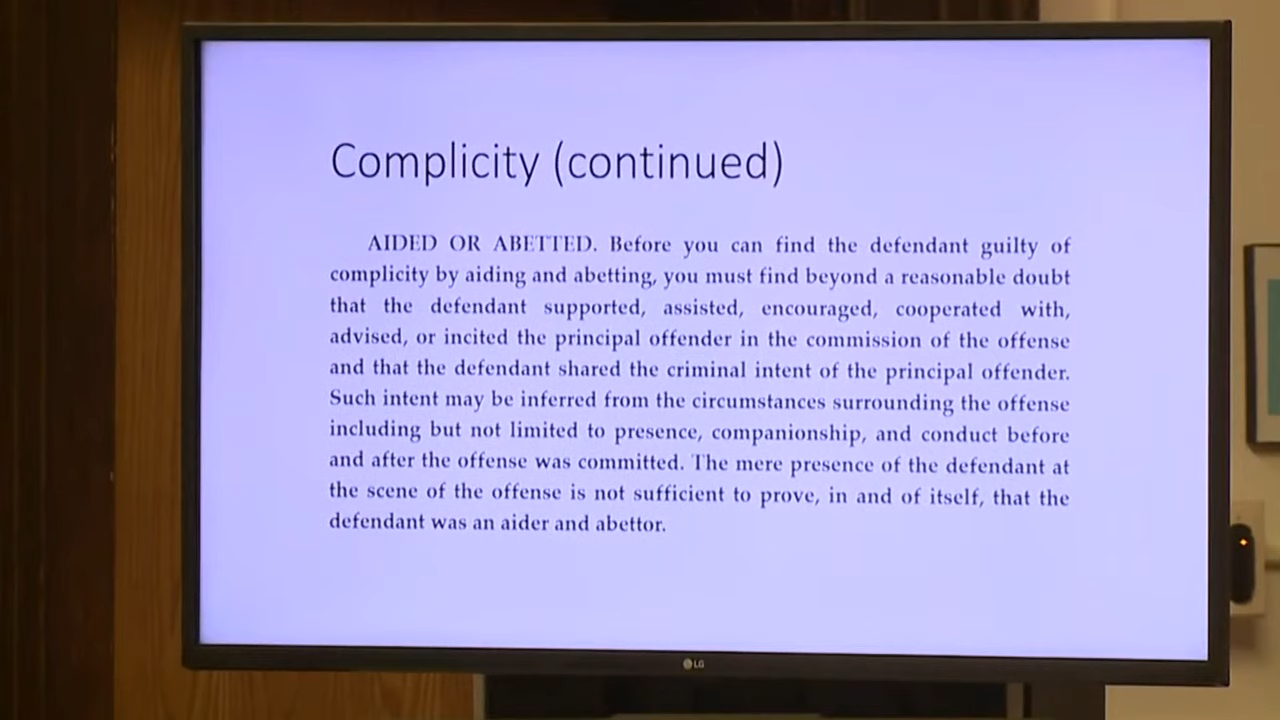 Complicity (continued)
AIDED OR ABETTED. Before you can find the defendant guilty of
complicity by aiding and abetting, you must find beyond a reasonable doubt
that the defendant supported, assisted, encouraged, cooperated with,
advised, or incited the principal offender in the commission of the offense
and that the defendant shared the criminal intent of the principal offender.
Such intent may be inferred from the circumstances surrounding the offense
including but not limited to presence, companionship, and conduct before
and after the offense was committed. The mere presence of the defendant at
the scene of the offense is not sufficient to prove, in and of itself, that the
defendant was an aider and abettor.
LG